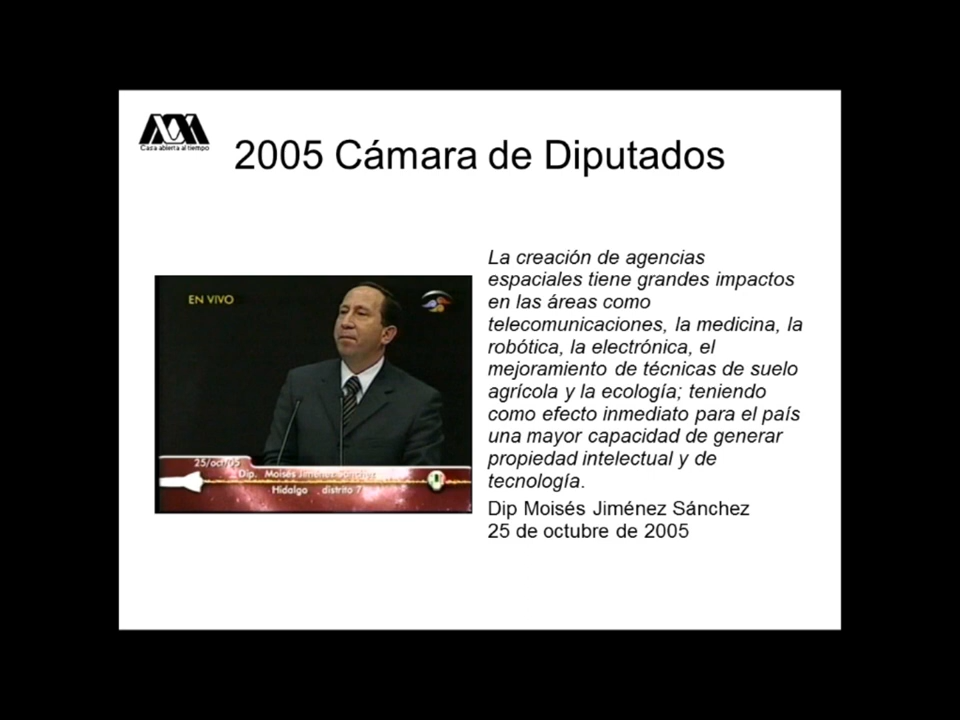 Casa abierta al tiempo
2005 Cámara de Diputados
EN VIVO
25/oct/05
Dip. Moisés Jiménez Sánchez
Hidalgo distrito 7
La creación de agencias
espaciales tiene grandes impactos
en las áreas como
telecomunicaciones, la medicina, la
robótica, la electrónica, el
mejoramiento de técnicas de suelo
agrícola y la ecología; teniendo
como efecto inmediato para el país
una mayor capacidad de generar
propiedad intelectual y de
tecnología.
Dip Moisés Jiménez Sánchez
25 de octubre de 2005